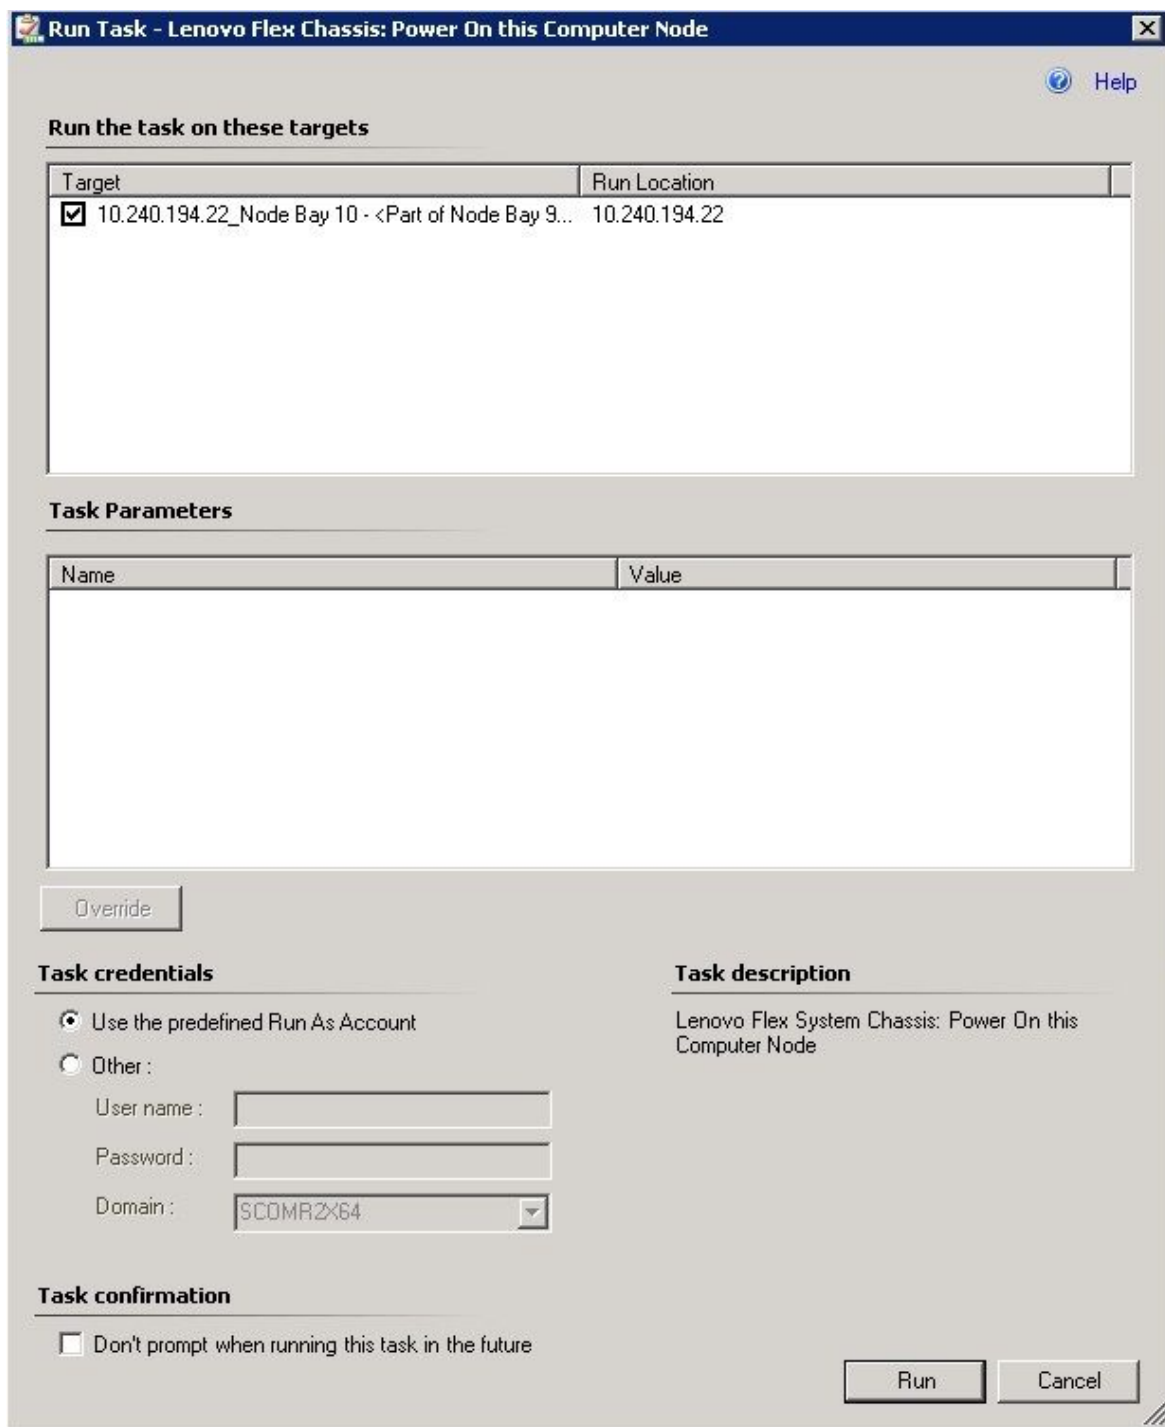 Run Task - Lenovo Flex Chassis: Power On this Computer Node
Help
Run the task on these targets
Target Run Location
10.240.194.22_Node Bay 10 - <Part of Node Bay 9... 10.240.194.22
Task Parameters
Name Value
Override
Task credentials
Use the predefined Run As Account
Other :
User name :
Password :
Domain : SCOMR2X64
Task description
Lenovo Flex System Chassis: Power On this
Computer Node
Task confirmation
Don't prompt when running this task in the future
Run Cancel